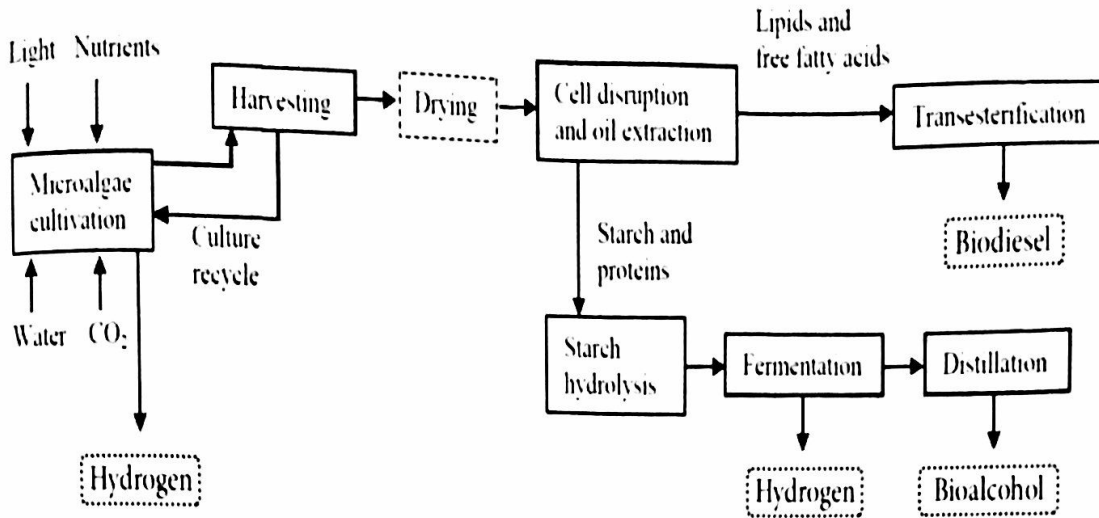 Light Nutrients
Microalgae
cultivation
Water CO₂
Hydrogen
Harvesting
Culture
recycle
Drying
Cell disruption
and oil extraction
Lipids and
free fatty acids
Transesterification
Biodiesel
Starch and
proteins
Starch
hydrolysis
Fermentation
Hydrogen
Distillation
Bioalcohol